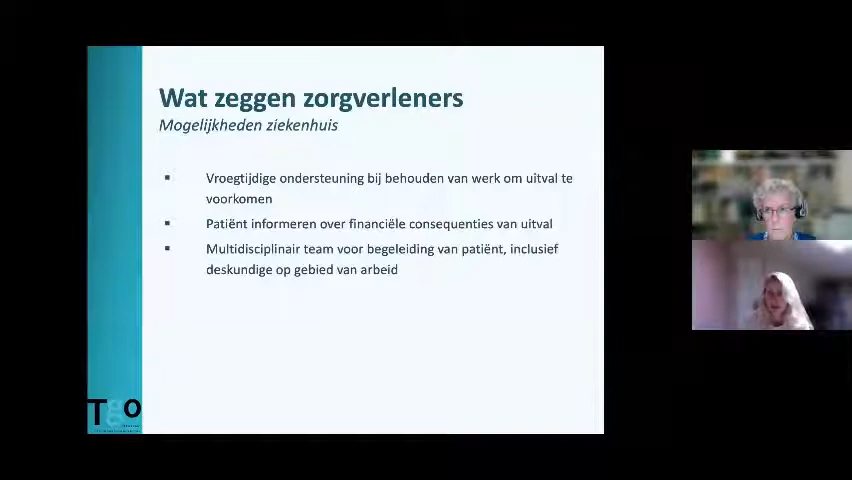 Wat zeggen zorgverleners
Mogelijkheden ziekenhuis
▪ Vroegtijdige ondersteuning bij behouden van werk om uitval te
voorkomen
▪ Patiënt informeren over financiële consequenties van uitval
▪ Multidisciplinair team voor begeleiding van patiënt, inclusief
deskundige op gebied van arbeid
Tgo